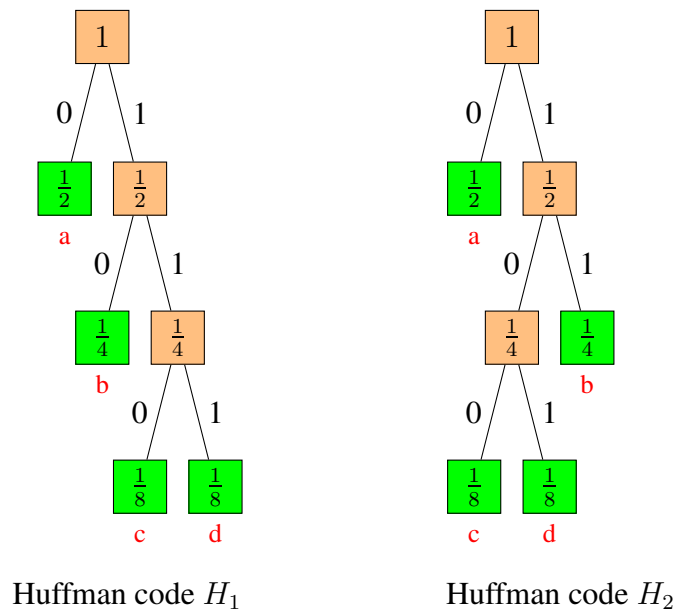 1 1
0 1 0 1
1/2 1/2 1/2 1/2
a a
0 1 0 1
1/4 1/4 1/4 1/4
b b
0 1 0 1
1/8 1/8 1/8 1/8
c d c d
Huffman code H₁ Huffman code H₂